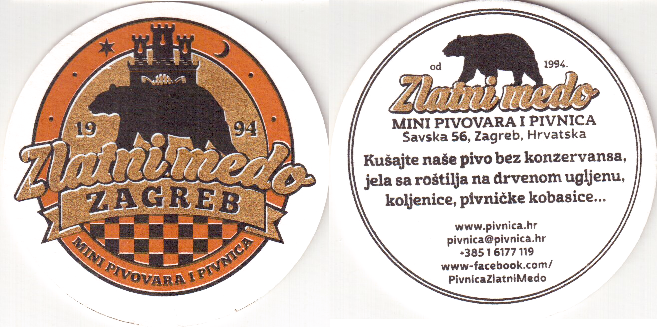 19 94
Zlatni medo
ZAGREB
MINI PIVOVARA I PIVNICA
od 1994.
Zlatni medo
MINI PIVOVARA I PIVNICA
Savska 56, Zagreb, Hrvatska
Kušajte naše pivo bez konzervansa,
jela sa roštilja na drvenom ugljenu,
koljenice, pivničke kobasice...
www.pivnica.hr
pivnica@pivnica.hr
+385 1 6177 119
www-facebook.com/
PivnicaZlatniMedo